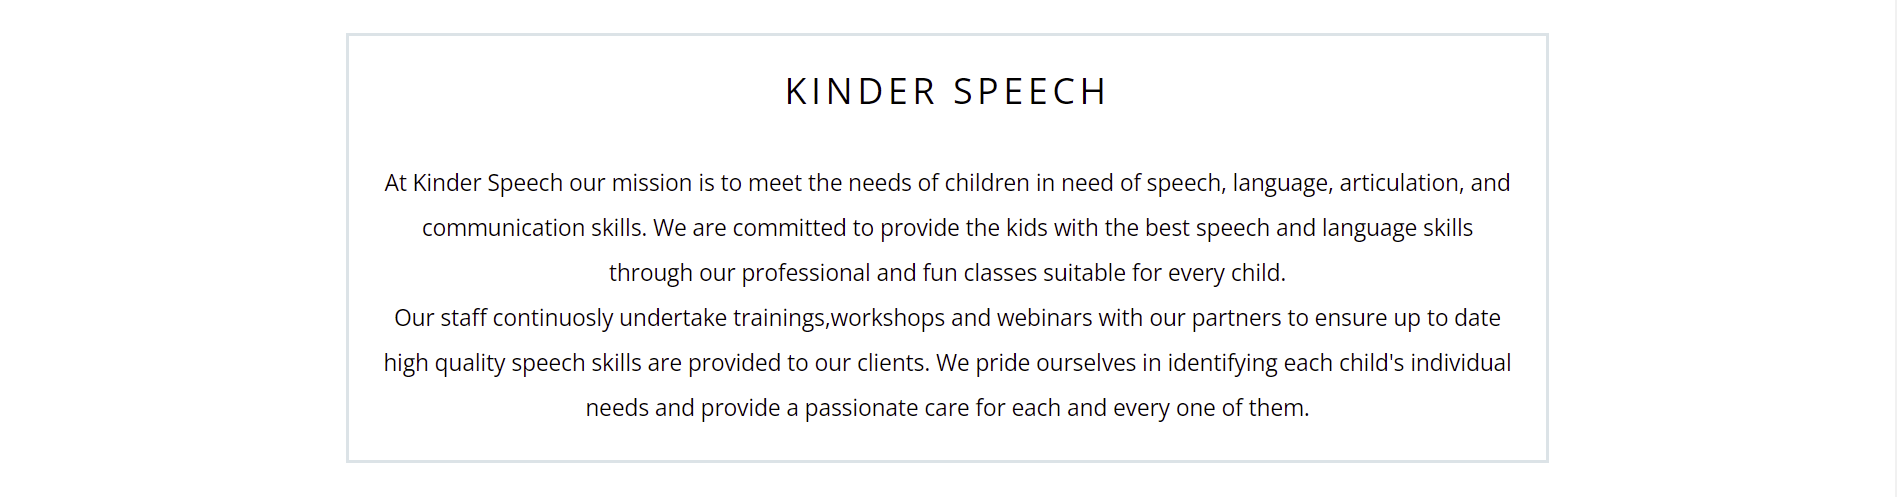 KINDER SPEECH
At Kinder Speech our mission is to meet the needs of children in need of speech, language, articulation, and
communication skills. We are committed to provide the kids with the best speech and language skills
through our professional and fun classes suitable for every child.
Our staff continuosly undertake trainings,workshops and webinars with our partners to ensure up to date
high quality speech skills are provided to our clients. We pride ourselves in identifying each child's individual
needs and provide a passionate care for each and every one of them.